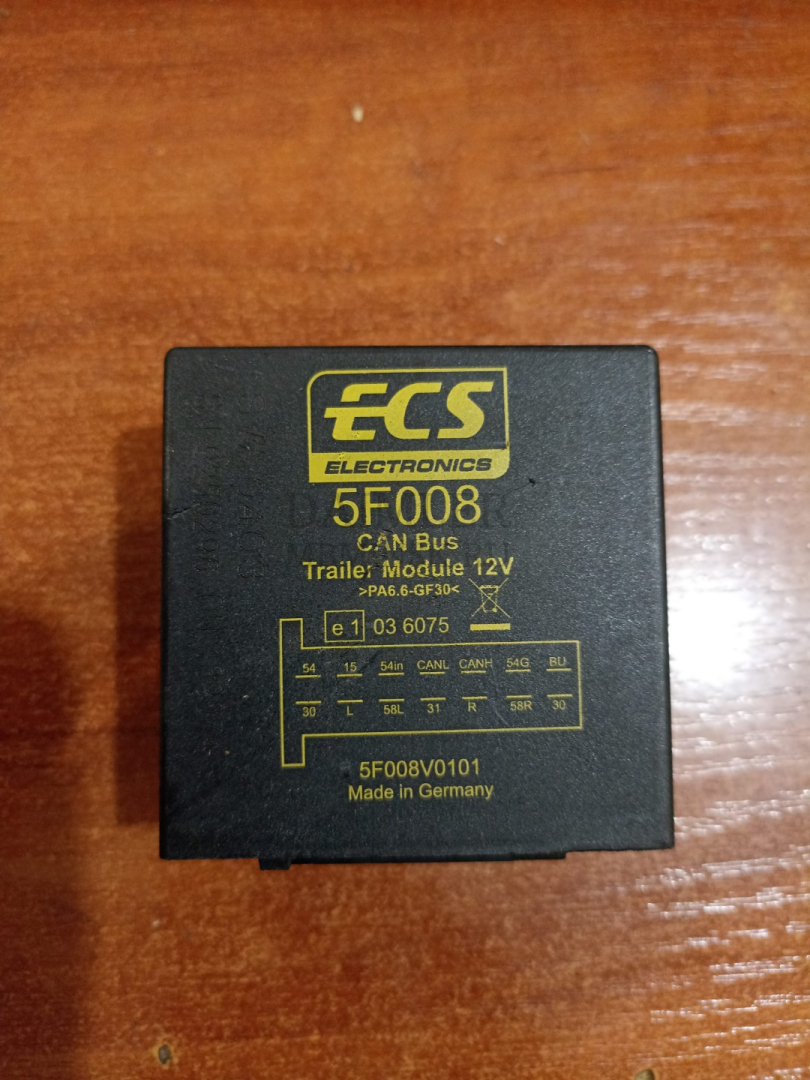 ECS
ELECTRONICS
5F008
CAN Bus
Trailer Module 12V
>PA6.6-GF30<
e 1 03 6075
54 15 54in CANL CANH 54G BU
30 L 58L 31 R 58R 30
5F008V0101
Made in Germany